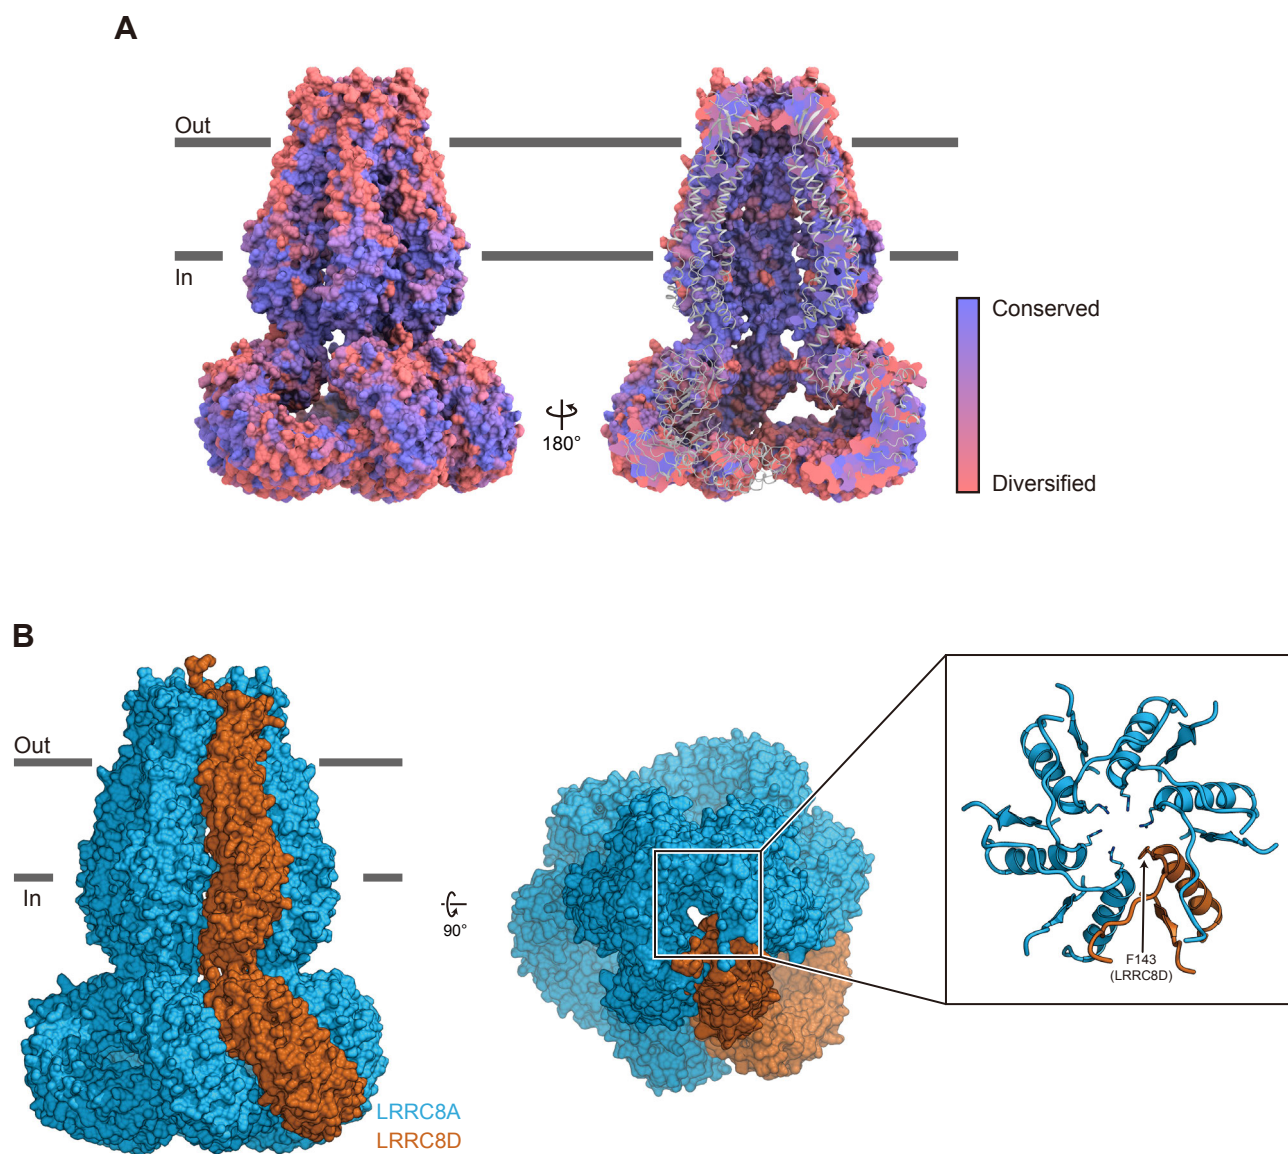 A
Out
In
Conserved
180°
Diversified
B
Out
In
90°
F143
(LRRC8D)
LRRC8A
LRRC8D